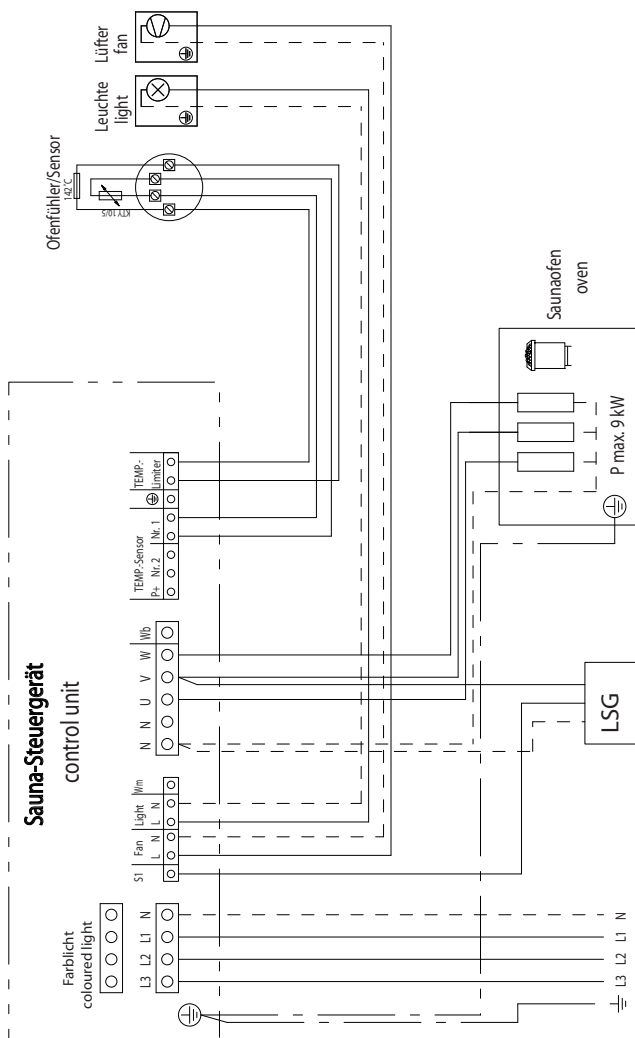 Lüfter
fan
Leuchte
light
Ofenfühler/Sensor
142°C
KTY 10/5
Saunaofen
oven
P max. 9 kW
Sauna-Steuergerät
control unit
TEMP.-
Limiter
TEMP.-Sensor
P+ Nr. 2 Nr. 1
N N U V W Wb
S1
Fan
L N
Light
L N
Wm
LSG
Farblicht
coloured light
L3 L2 L1 N
L3 L2 L1 N